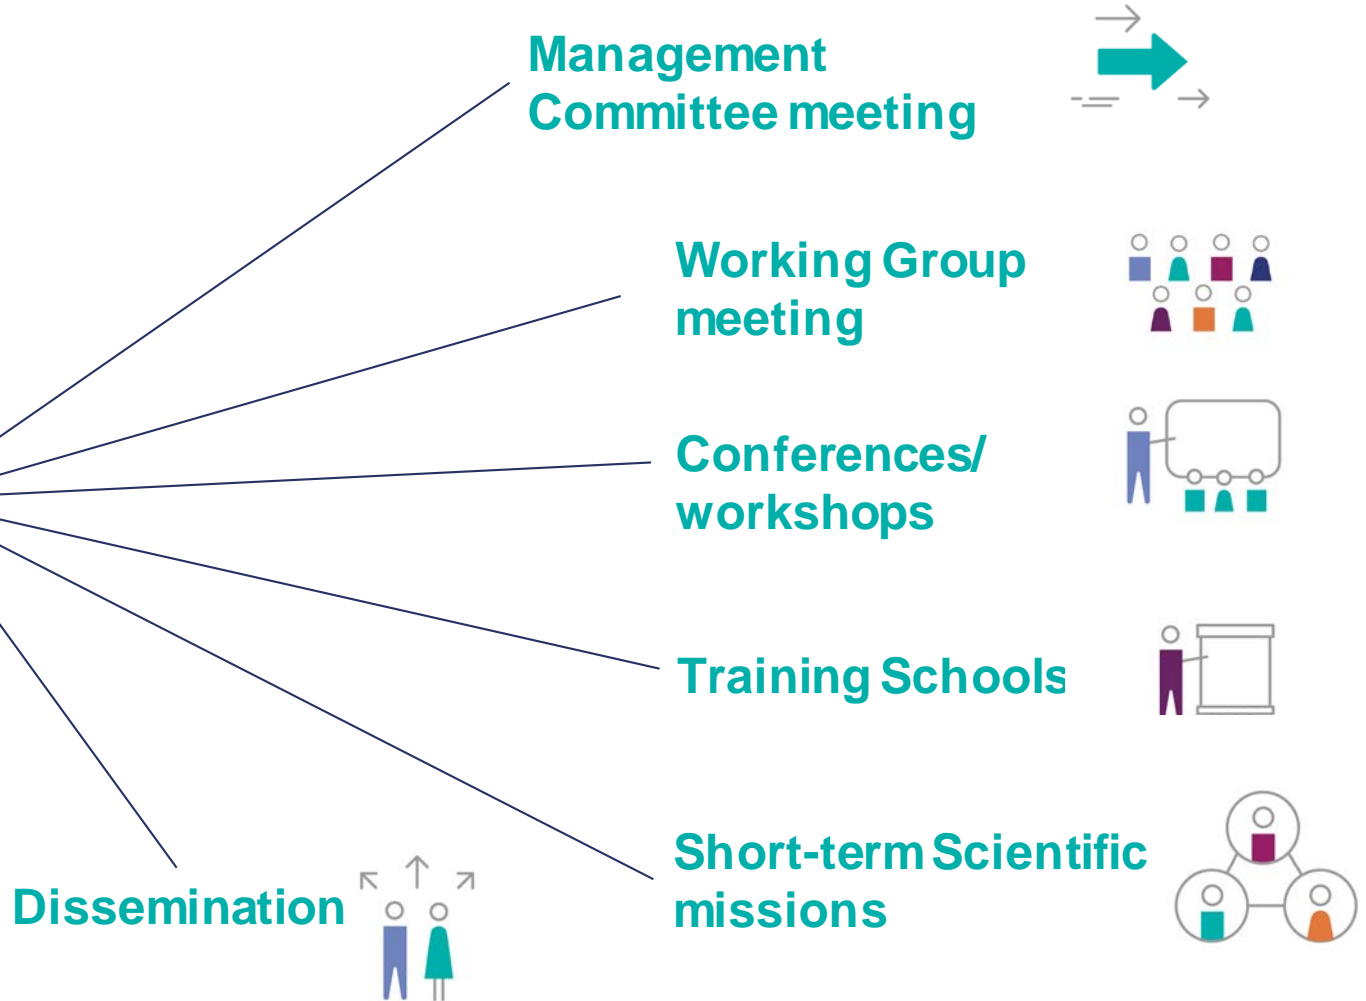 Management
Committee meeting
Working Group
meeting
Conferences/
workshops
Training Schools
Short-term Scientific
missions
Dissemination